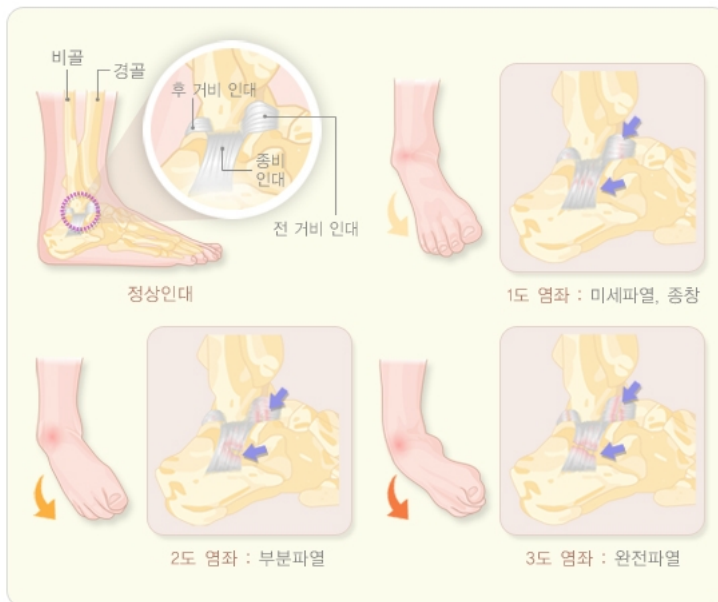 비골
경골
후 거비 인대
종비
인대
전 거비 인대
정상인대
1도 염좌 : 미세파열, 종창
2도 염좌 : 부분파열
3도 염좌 : 완전파열